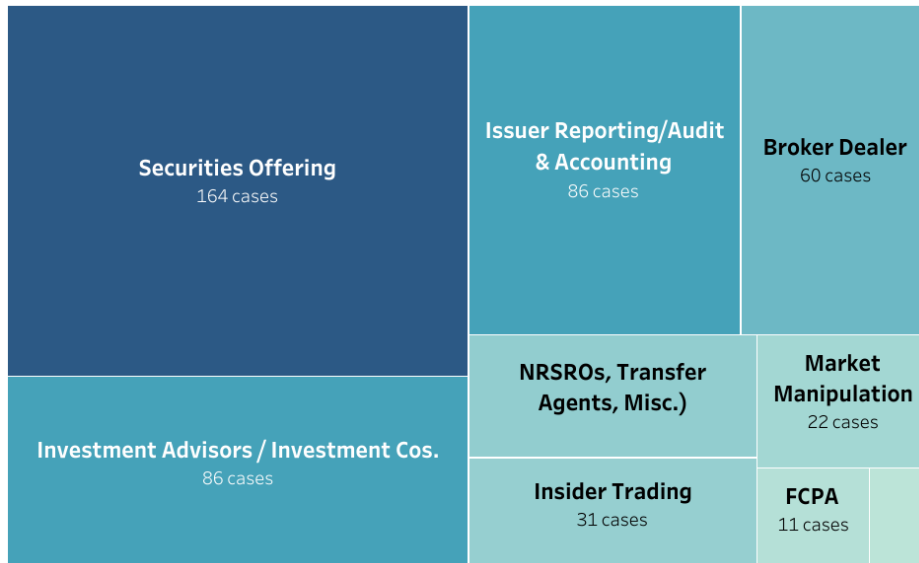 Securities Offering
164 cases
Investment Advisors / Investment Cos.
86 cases
Issuer Reporting/Audit
& Accounting
86 cases
Broker Dealer
60 cases
NRSROs, Transfer
Agents, Misc.)
Insider Trading
31 cases
Market
Manipulation
22 cases
FCPA
11 cases